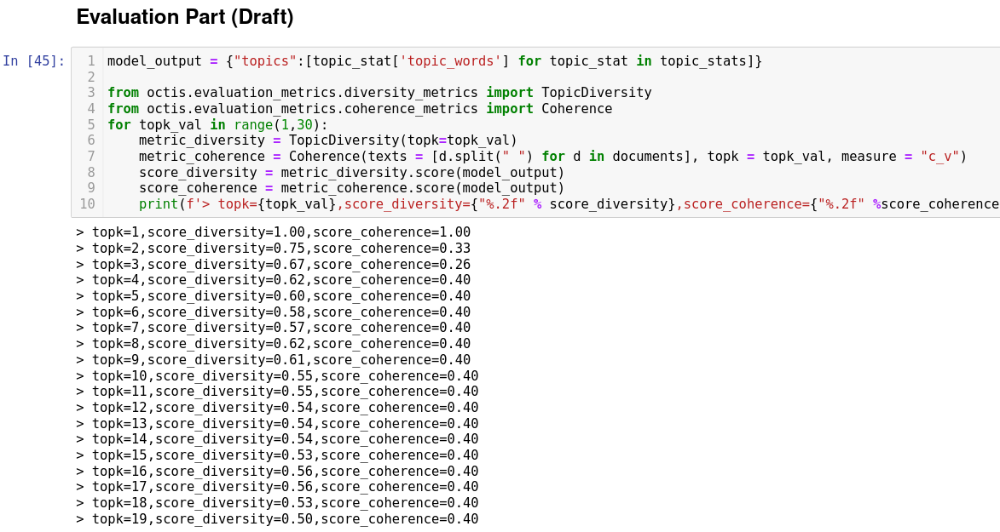 Evaluation Part (Draft)
In [45]:
1 model_output = {"topics":[topic_stat['topic_words'] for topic_stat in topic_stats]}
2
3 from octis.evaluation_metrics.diversity_metrics import TopicDiversity
4 from octis.evaluation_metrics.coherence_metrics import Coherence
5 for topk_val in range(1,30):
6     metric_diversity = TopicDiversity(topk=topk_val)
7     metric_coherence = Coherence(texts = [d.split(" ") for d in documents], topk = topk_val, measure = "c_v")
8     score_diversity = metric_diversity.score(model_output)
9     score_coherence = metric_coherence.score(model_output)
10     print(f'> topk={topk_val},score_diversity={"%.2f" % score_diversity},score_coherence={"%.2f" %score_coherence
> topk=1,score_diversity=1.00,score_coherence=1.00
> topk=2,score_diversity=0.75,score_coherence=0.33
> topk=3,score_diversity=0.67,score_coherence=0.26
> topk=4,score_diversity=0.62,score_coherence=0.40
> topk=5,score_diversity=0.60,score_coherence=0.40
> topk=6,score_diversity=0.58,score_coherence=0.40
> topk=7,score_diversity=0.57,score_coherence=0.40
> topk=8,score_diversity=0.62,score_coherence=0.40
> topk=9,score_diversity=0.61,score_coherence=0.40
> topk=10,score_diversity=0.55,score_coherence=0.40
> topk=11,score_diversity=0.55,score_coherence=0.40
> topk=12,score_diversity=0.54,score_coherence=0.40
> topk=13,score_diversity=0.54,score_coherence=0.40
> topk=14,score_diversity=0.54,score_coherence=0.40
> topk=15,score_diversity=0.53,score_coherence=0.40
> topk=16,score_diversity=0.56,score_coherence=0.40
> topk=17,score_diversity=0.56,score_coherence=0.40
> topk=18,score_diversity=0.53,score_coherence=0.40
> topk=19,score_diversity=0.50,score_coherence=0.40